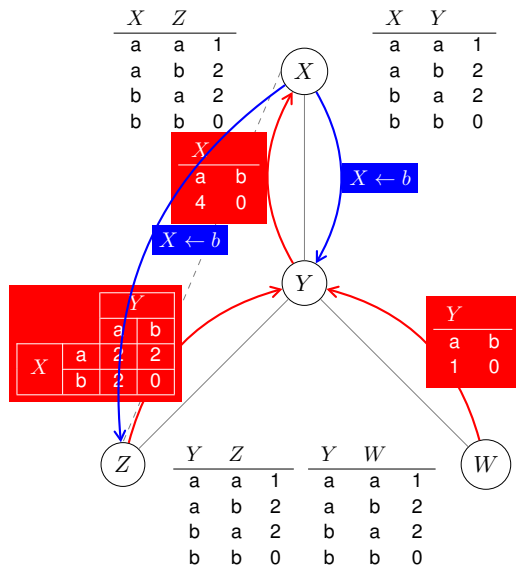 X Z
a a 1
a b 2
b a 2
b b 0
X Y
a a 1
a b 2
b a 2
b b 0
X
X
a b
4 0
X ← b
X ← b
Y
Y
a b
X a 2 2
b 2 0
Y
a b
1 0
Z
W
Y Z
a a 1
a b 2
b a 2
b b 0
Y W
a a 1
a b 2
b a 2
b b 0